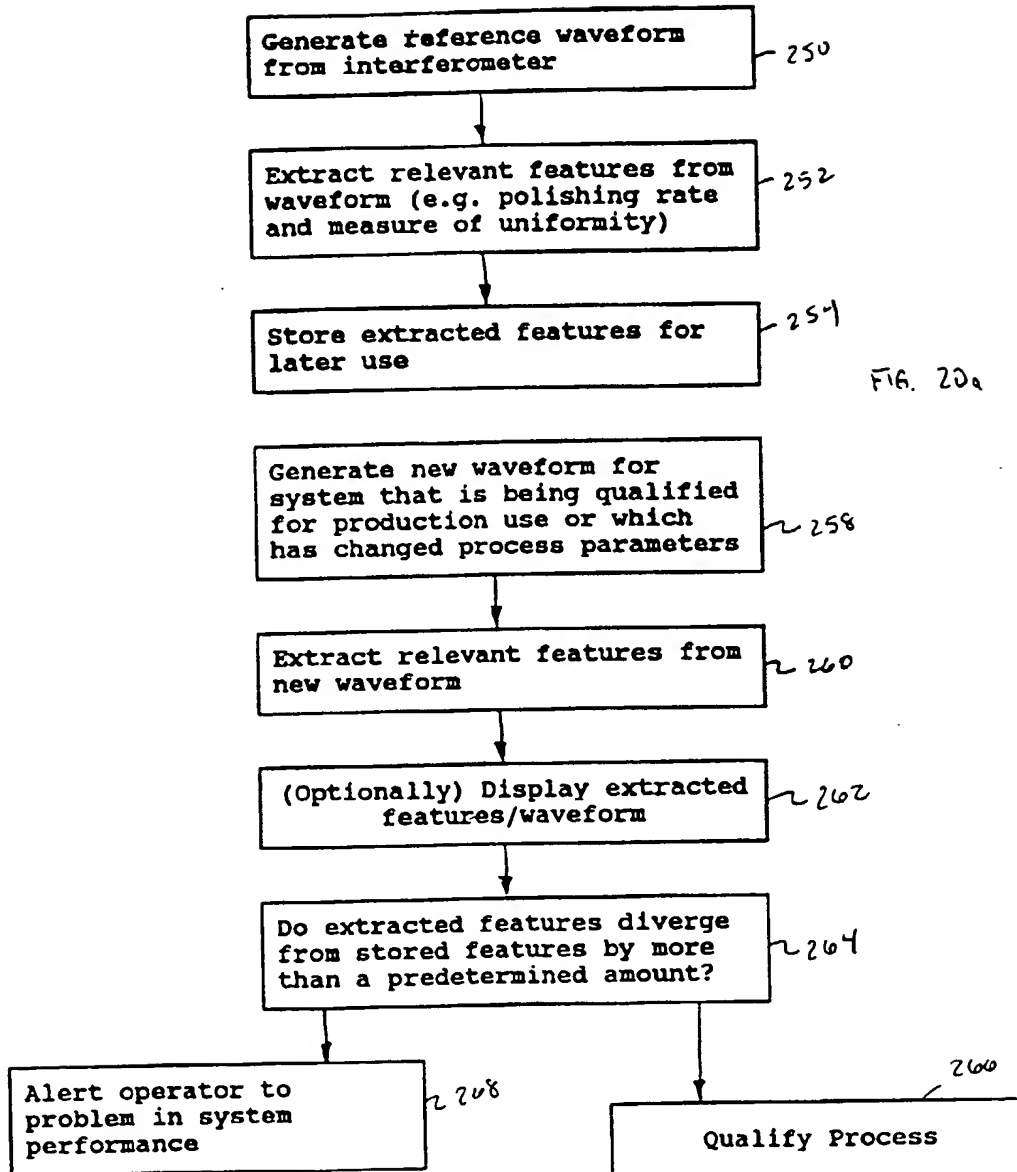 Generate reference waveform
from interferometer
250
Extract relevant features from
waveform (e.g. polishing rate
and measure of uniformity)
252
Store extracted features for
later use
254
FIG. 20a
Generate new waveform for
system that is being qualified
for production use or which
has changed process parameters
258
Extract relevant features from
new waveform
260
(Optionally) Display extracted
features/waveform
262
Do extracted features diverge
from stored features by more
than a predetermined amount?
264
Alert operator to
problem in system
performance
268
266
Qualify Process